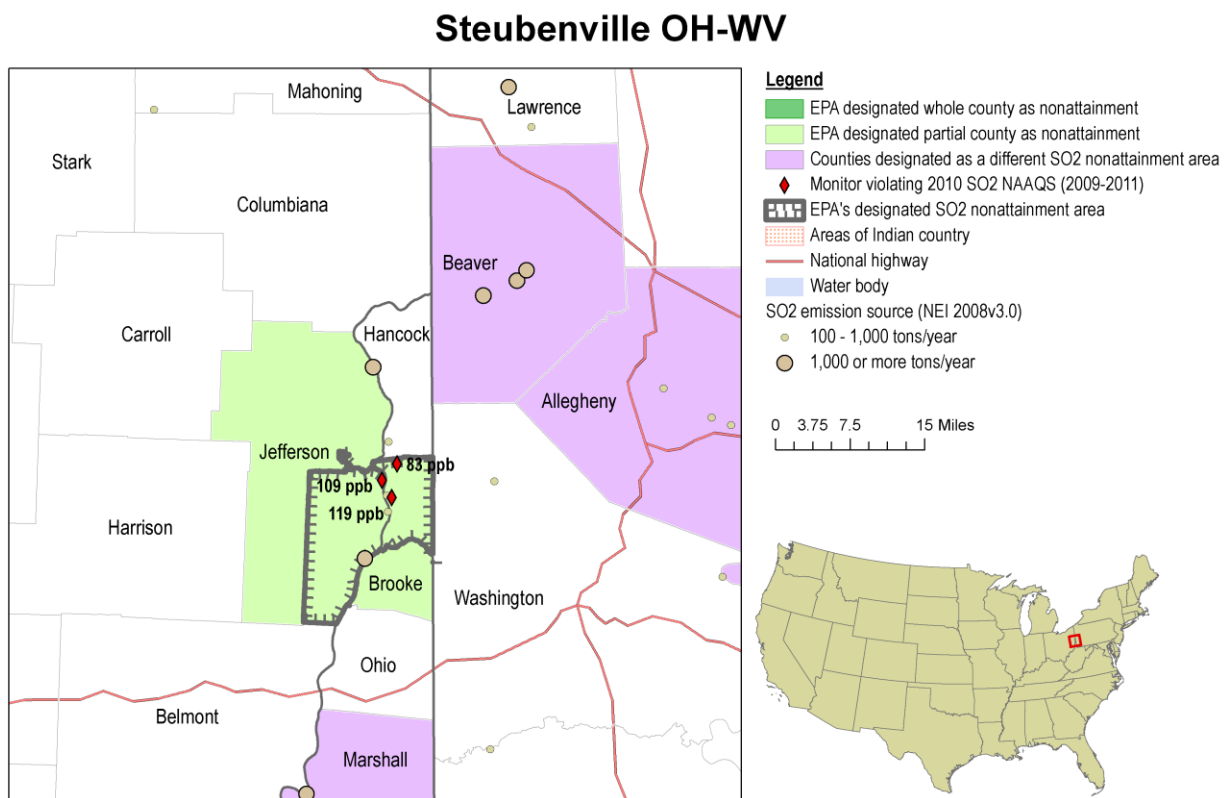 Steubenville OH-WV
Mahoning
Lawrence
Stark
Columbiana
Beaver
Carroll
Hancock
Allegheny
Jefferson
83 ppb
109 ppb
119 ppb
Harrison
Brooke
Washington
Ohio
Belmont
Marshall
Legend
EPA designated whole county as nonattainment
EPA designated partial county as nonattainment
Counties designated as a different SO2 nonattainment area
Monitor violating 2010 SO2 NAAQS (2009-2011)
EPA's designated SO2 nonattainment area
Areas of Indian country
National highway
Water body
SO2 emission source (NEI 2008v3.0)
100 - 1,000 tons/year
1,000 or more tons/year
0 3.75 7.5 15 Miles